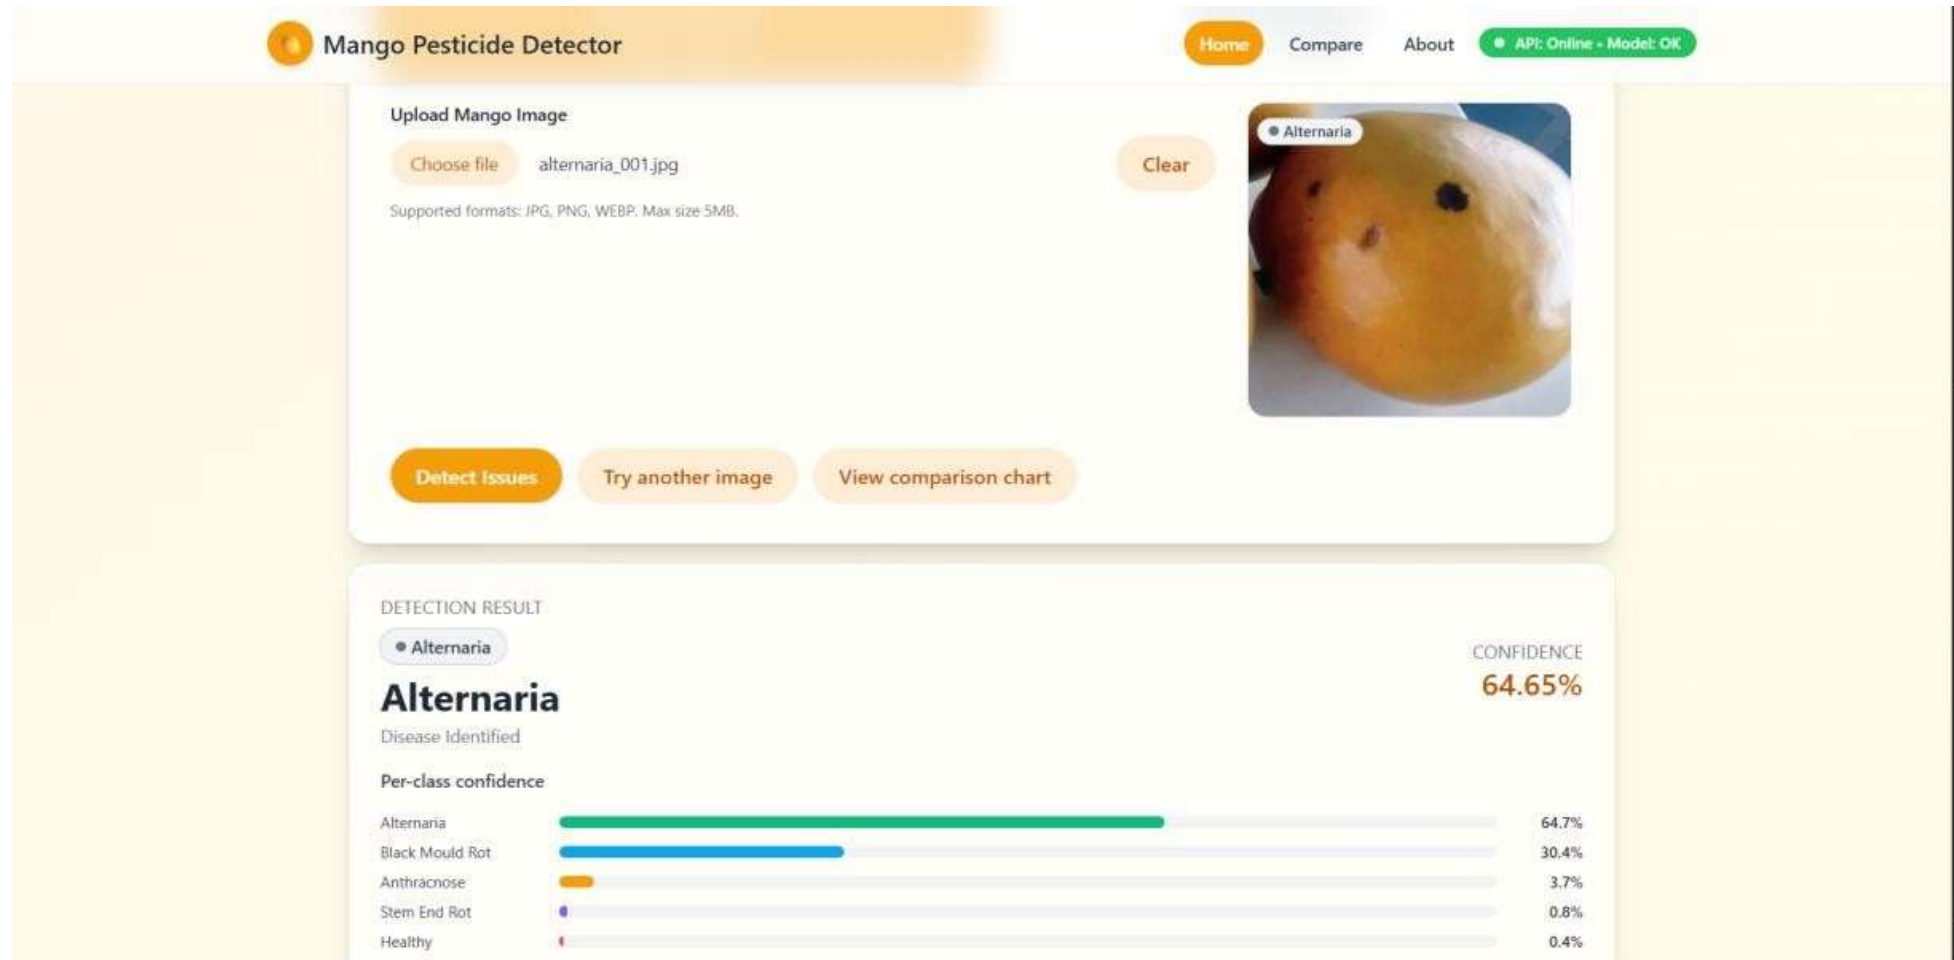 Mango Pesticide Detector
Home
Compare
About
API: Online • Model: OK
Upload Mango Image
Choose file
alternaria_001.jpg
Clear
Supported formats: JPG, PNG, WEBP. Max size 5MB.
Alternaria
Detect Issues
Try another image
View comparison chart
DETECTION RESULT
Alternaria
Alternaria
Disease Identified
CONFIDENCE
64.65%
Per-class confidence
Alternaria 64.7%
Black Mould Rot 30.4%
Anthracnose 3.7%
Stem End Rot 0.8%
Healthy 0.4%